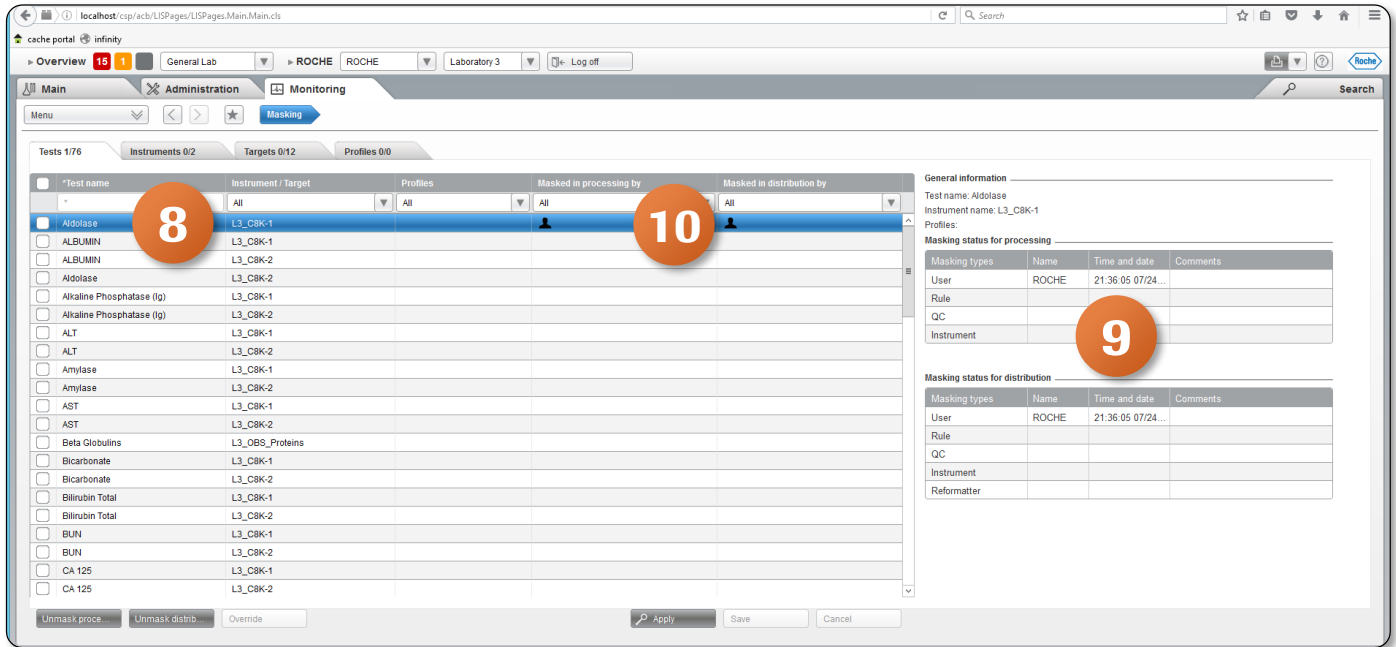 localhost/csp/acb/LISPages/LISPages.Main.Main.cls
Search
cache portal infinity
Overview 15 1 General Lab ROCHE ROCHE Laboratory 3 Log off Roche
Main Administration Monitoring Search
Menu Masking
Tests 1/76 Instruments 0/2 Targets 0/12 Profiles 0/0
*Test name Instrument / Target Profiles Masked in processing by Masked in distribution by
* All All All All
Aldolase L3_C8K-1
ALBUMIN L3_C8K-1
ALBUMIN L3_C8K-2
Aldolase L3_C8K-2
Alkaline Phosphatase (Ig) L3_C8K-1
Alkaline Phosphatase (Ig) L3_C8K-2
ALT L3_C8K-1
ALT L3_C8K-2
Amylase L3_C8K-1
Amylase L3_C8K-2
AST L3_C8K-1
AST L3_C8K-2
Beta Globulins L3_OBS_Proteins
Bicarbonate L3_C8K-1
Bicarbonate L3_C8K-2
Bilirubin Total L3_C8K-1
Bilirubin Total L3_C8K-2
BUN L3_C8K-1
BUN L3_C8K-2
CA 125 L3_C8K-1
CA 125 L3_C8K-2
8
10
General information
Test name: Aldolase
Instrument name: L3_C8K-1
Profiles:
Masking status for processing
Masking types Name Time and date Comments
User ROCHE 21:36:05 07/24...
Rule
QC
Instrument
9
Masking status for distribution
Masking types Name Time and date Comments
User ROCHE 21:36:05 07/24...
Rule
QC
Instrument
Reformatter
Unmask proce... Unmask distrib... Override Apply Save Cancel